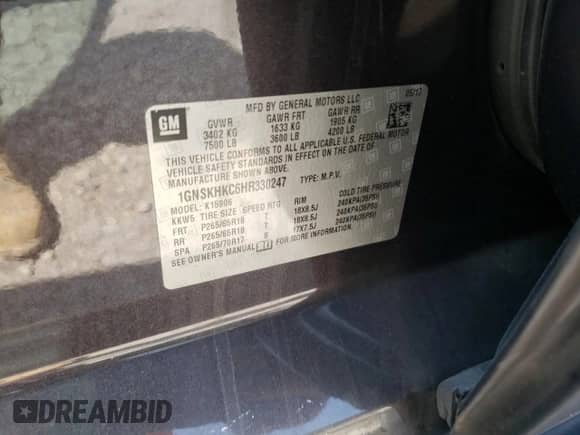 GM
MFD BY GENERAL MOTORS LLC
05/17
GVWR GAWR FRT GAWR RR
3402 KG 1633 KG 1905 KG
7500 LB 3600 LB 4200 LB
THIS VEHICLE CONFORMS TO ALL APPLICABLE U.S. FEDERAL MOTOR
VEHICLE SAFETY STANDARDS IN EFFECT ON THE DATE OF
MANUFACTURE SHOWN ABOVE.
1GNSKHKC6HR330247 TYPE: M.P.V.
MODEL: K15906
KKW5 TIRE SIZE SPEED RTG RIM COLD TIRE PRESSURE
FRT P265/65R18 T 18X8.5J 240KPA(35PSI)
RR P265/65R18 T 18X8.5J 240KPA(35PSI)
SPA P265/70R17 S 17X7.5J 240KPA(35PSI)
SEE OWNER'S MANUAL FOR MORE INFORMATION.
DREAMBID